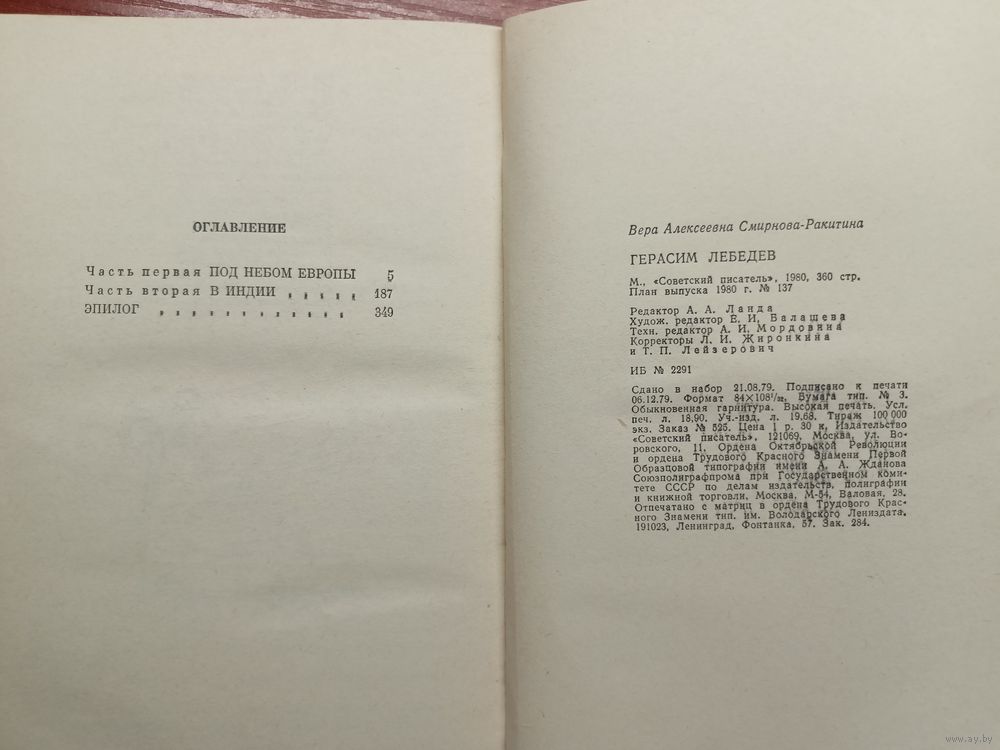 ОГЛАВЛЕНИЕ
Часть первая ПОД НЕБОМ ЕВРОПЫ 5
Часть вторая В ИНДИИ , , , , , 187
ЭПИЛОГ , , , , , , , , , , , , 349
Вера Алексеевна Смирнова-Ракитина
ГЕРАСИМ ЛЕБЕДЕВ
М., «Советский писатель», 1980, 360 стр.
План выпуска 1980 г. № 137
Редактор А. А. Ланда
Худож. редактор Е. И. Балашева
Техн. редактор А. И. Мордовина
Корректоры Л. И. Жиронкина
и Т. П. Лейзерович
ИБ № 2291
Сдано в набор 21.08.79. Подписано к печати
06.12.79. Формат 84×108¹/₃₂. Бумага тип. № 3.
Обыкновенная гарнитура. Высокая печать. Усл.
печ. л. 18,90. Уч.-изд. л. 19,68. Тираж 100 000
экз. Заказ № 525. Цена 1 р. 30 к. Издательство
«Советский писатель», 121069, Москва, ул. Во-
ровского, 11. Ордена Октябрьской Революции
и ордена Трудового Красного Знамени Первой
Образцовой типографии имени А. А. Жданова
Союзполиграфпрома при Государственном коми-
тете СССР по делам издательств, полиграфии
и книжной торговли, Москва, М-54, Валовая, 28.
Отпечатано с матриц в ордена Трудового Крас-
ного Знамени тип. им. Володарского Лениздата,
191023, Ленинград, Фонтанка, 57. Зак. 284.
www.ay.by